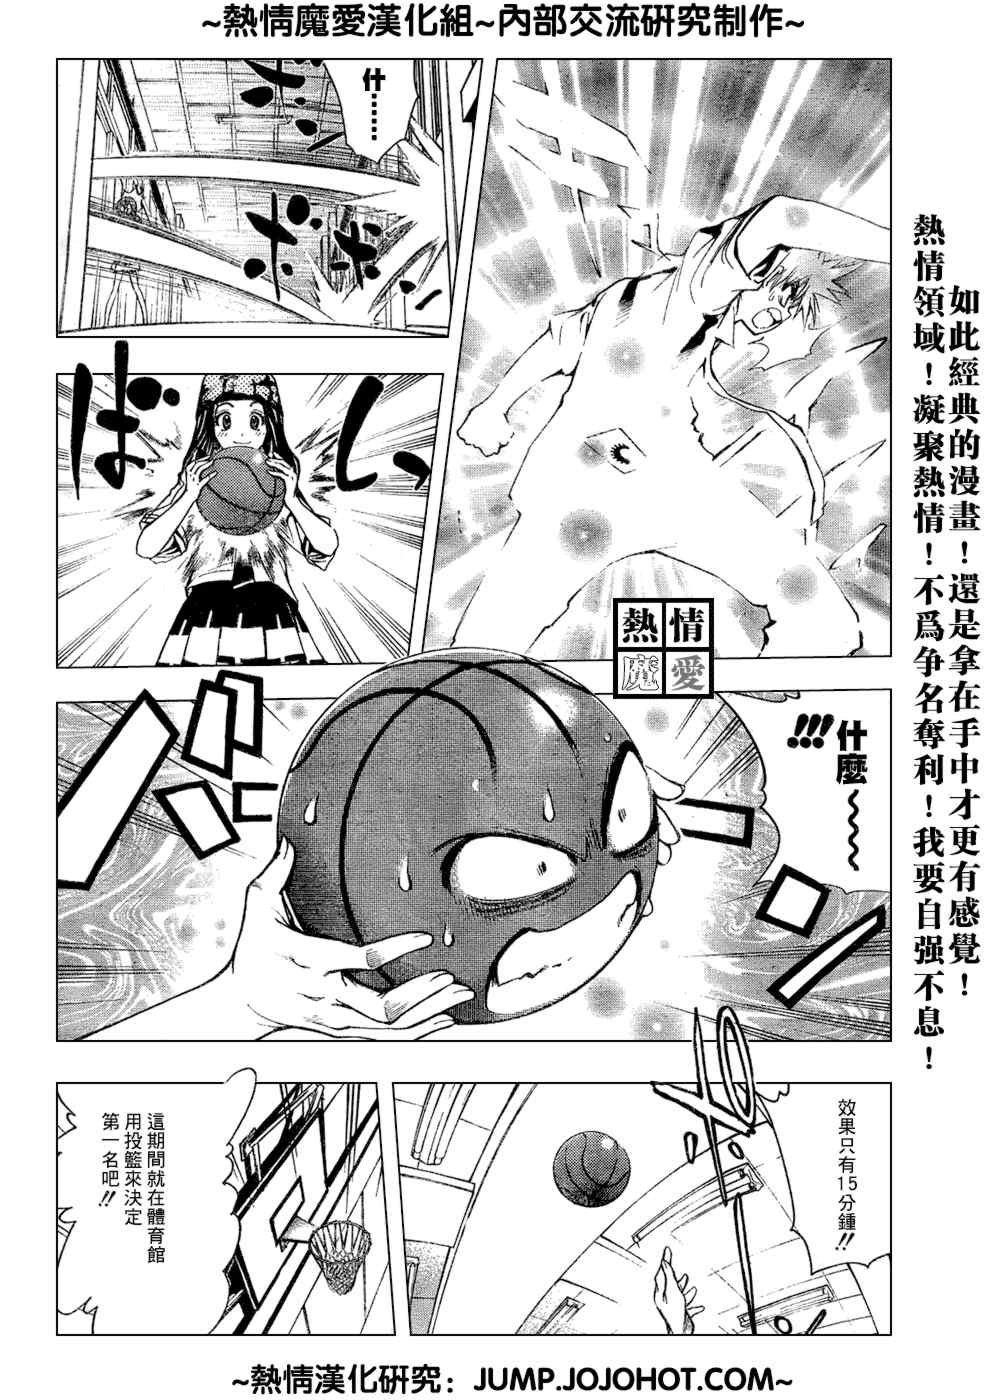 ~熱情魔愛漢化組~內部交流研究制作~
什……
ボボボボ
ばっ
熱情
魔愛
!!!什麼~~~
効果只有15分鍾!!
這期間就在體育館
用投籃來決定
第一名吧!!
如此經典的漫畫！還是拿在手中才更有感覺！
熱情領域！凝聚熱情！不爲争名奪利！我要自强不息！
~熱情漢化研究：JUMP.JOJOHOT.COM~